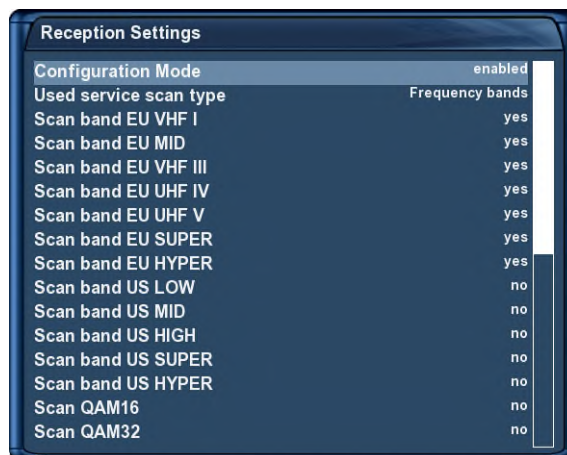 Reception Settings
Configuration Mode enabled
Used service scan type Frequency bands
Scan band EU VHF I yes
Scan band EU MID yes
Scan band EU VHF III yes
Scan band EU UHF IV yes
Scan band EU UHF V yes
Scan band EU SUPER yes
Scan band EU HYPER yes
Scan band US LOW no
Scan band US MID no
Scan band US HIGH no
Scan band US SUPER no
Scan band US HYPER no
Scan QAM16 no
Scan QAM32 no